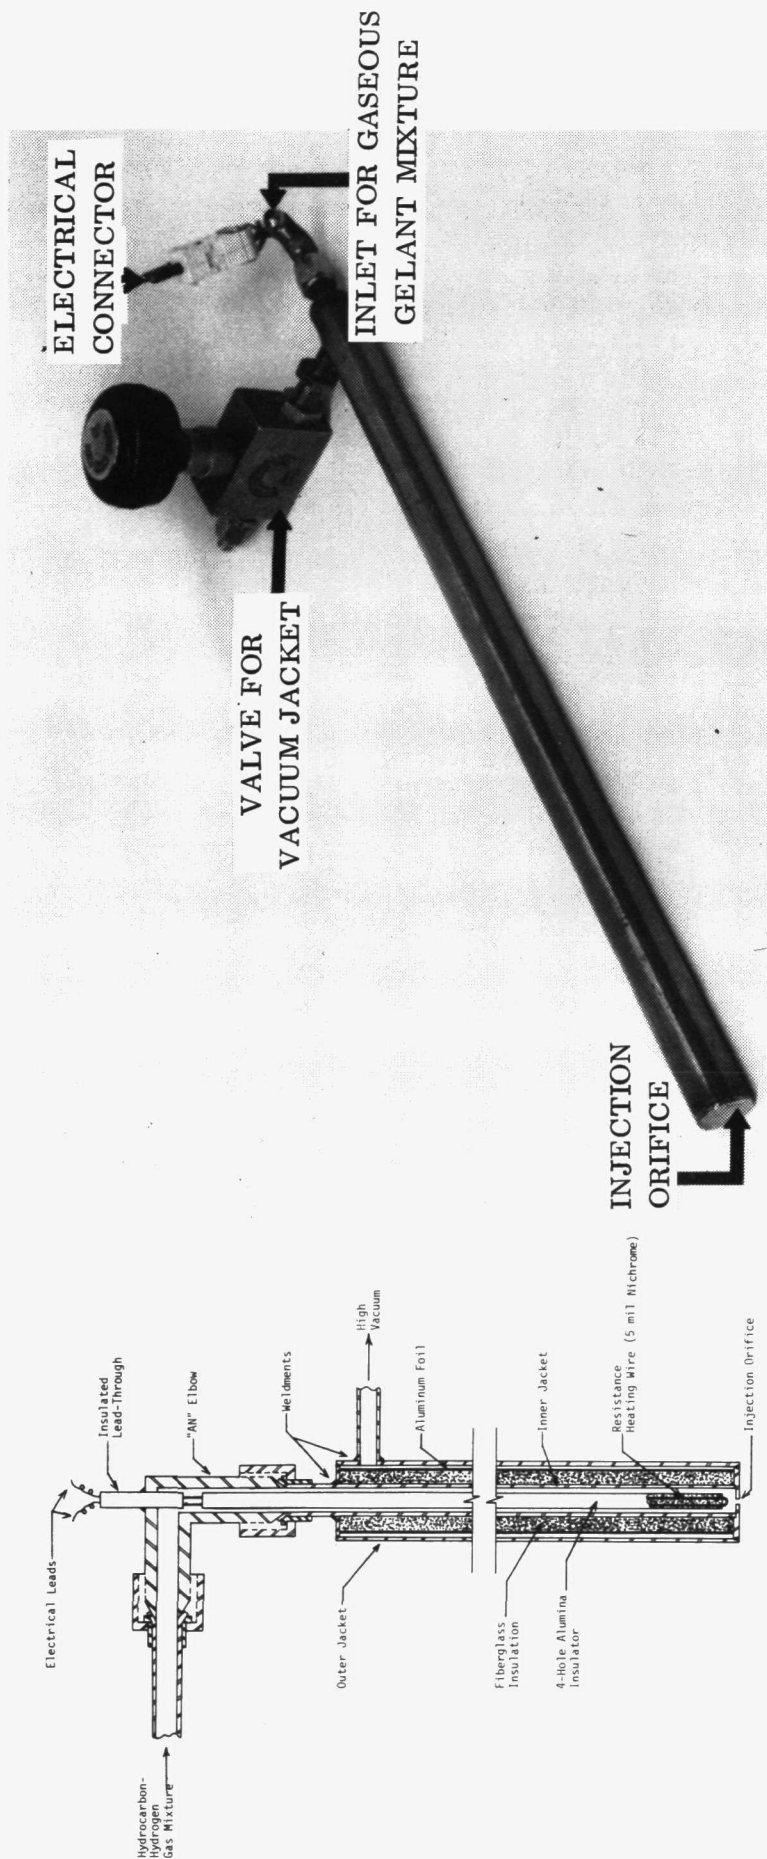 ELECTRICAL
CONNECTOR
INLET FOR GASEOUS
GELANT MIXTURE
VALVE FOR
VACUUM JACKET
INJECTION
ORIFICE
Electrical Leads
Insulated
Lead-Through
"AN" Elbow
Weldments
High
Vacuum
Aluminum Foil
Inner Jacket
Resistance
Heating Wire (5 mil Nichrome)
Injection Orifice
Hydrocarbon-
Hydrogen
Gas Mixture
Outer Jacket
Fiberglass
Insulation
4-Hole Alumina
Insulator